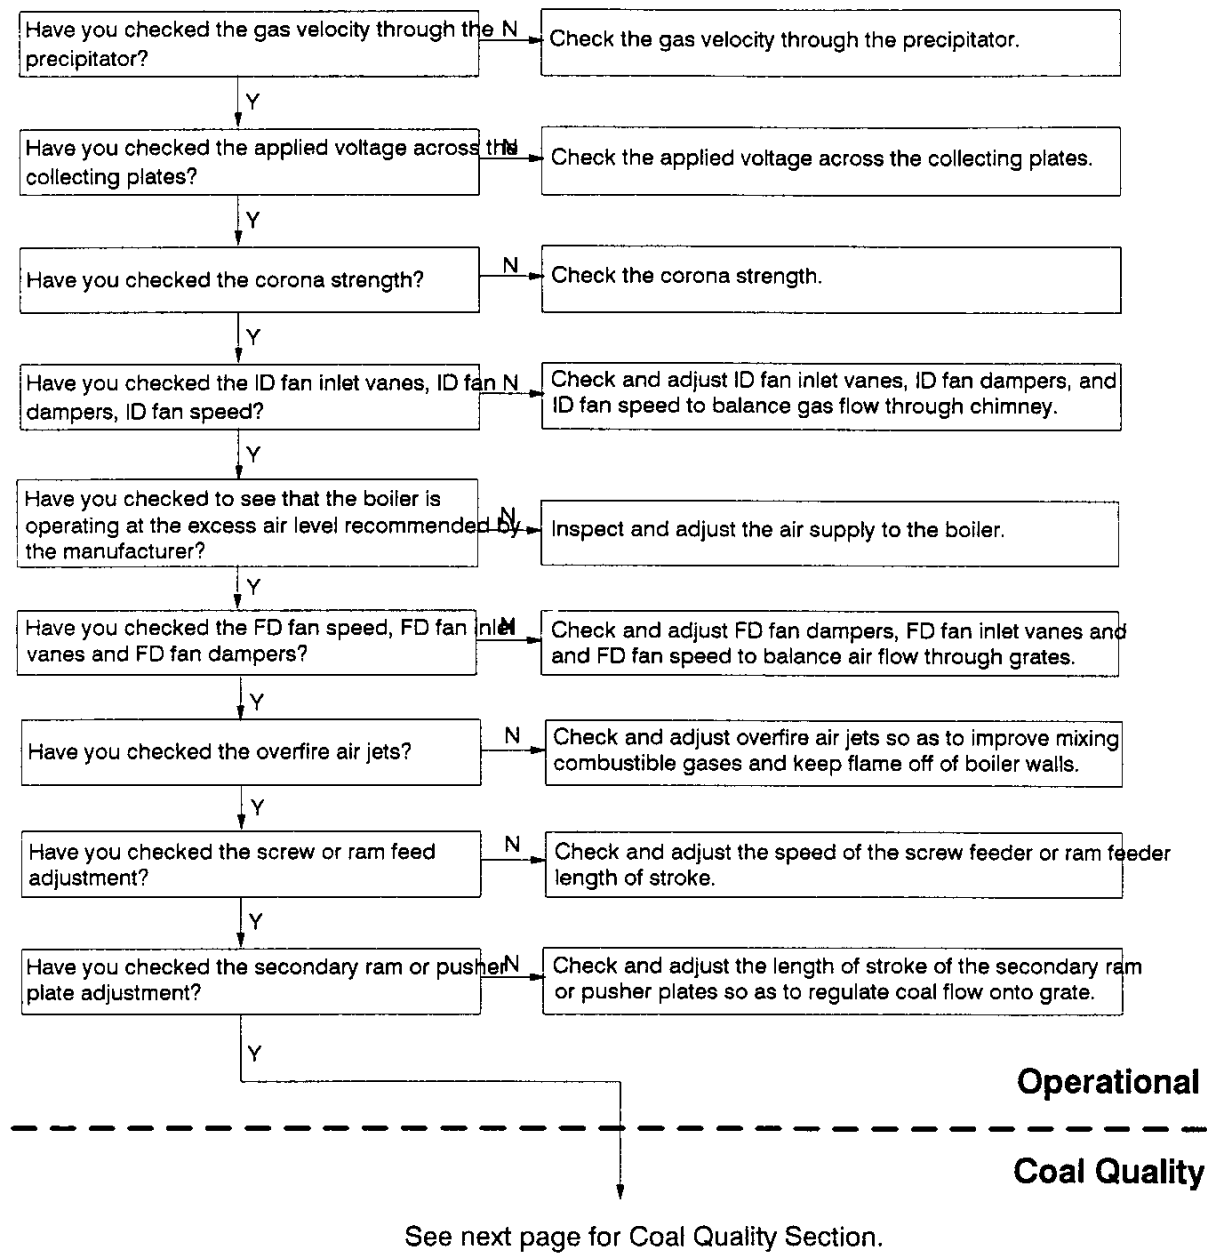 Have you checked the gas velocity through the
precipitator?
N
Check the gas velocity through the precipitator.
Y
Have you checked the applied voltage across the
collecting plates?
N
Check the applied voltage across the collecting plates.
Y
Have you checked the corona strength?
N
Check the corona strength.
Y
Have you checked the ID fan inlet vanes, ID fan
dampers, ID fan speed?
N
Check and adjust ID fan inlet vanes, ID fan dampers, and
ID fan speed to balance gas flow through chimney.
Y
Have you checked to see that the boiler is
operating at the excess air level recommended by
the manufacturer?
N
Inspect and adjust the air supply to the boiler.
Y
Have you checked the FD fan speed, FD fan inlet
vanes and FD fan dampers?
N
Check and adjust FD fan dampers, FD fan inlet vanes and
and FD fan speed to balance air flow through grates.
Y
Have you checked the overfire air jets?
N
Check and adjust overfire air jets so as to improve mixing
combustible gases and keep flame off of boiler walls.
Y
Have you checked the screw or ram feed
adjustment?
N
Check and adjust the speed of the screw feeder or ram feeder
length of stroke.
Y
Have you checked the secondary ram or pusher
plate adjustment?
N
Check and adjust the length of stroke of the secondary ram
or pusher plates so as to regulate coal flow onto grate.
Y
Operational
Coal Quality
See next page for Coal Quality Section.